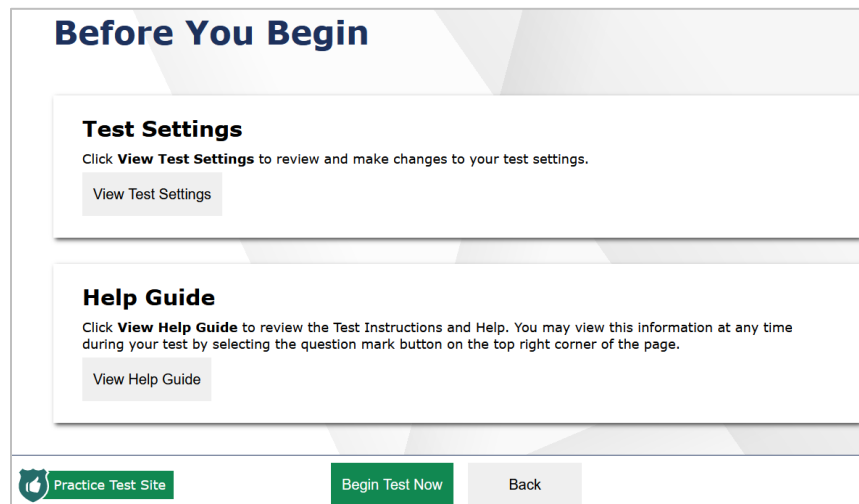 Before You Begin
Test Settings
Click View Test Settings to review and make changes to your test settings.
View Test Settings
Help Guide
Click View Help Guide to review the Test Instructions and Help. You may view this information at any time
during your test by selecting the question mark button on the top right corner of the page.
View Help Guide
Practice Test Site
Begin Test Now
Back